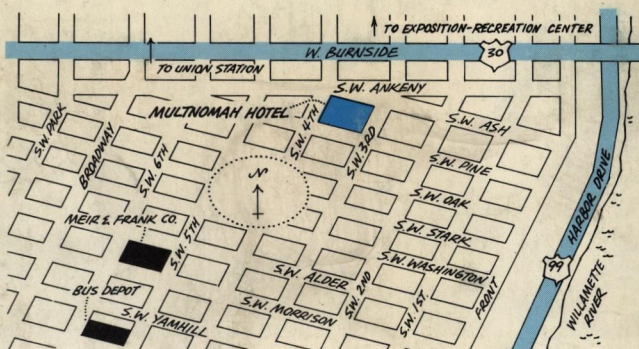 TO EXPOSITION-RECREATION CENTER
W. BURNSIDE
30
TO UNION STATION
S.W. ANKENY
MULTNOMAH HOTEL
S.W. 4TH
S.W. 3RD
S.W. ASH
S.W. PARK
BROADWAY
S.W. 6TH
S.W. PINE
N
S.W. OAK
HARBOR DRIVE
MEIR & FRANK CO.
S.W. 5TH
S.W. STARK
S.W. WASHINGTON
99
S.W. ALDER
S.W. 2ND
BUS DEPOT
S.W. MORRISON
S.W. 1ST.
FRONT
WILLAMETTE
RIVER
S.W. YAMHILL